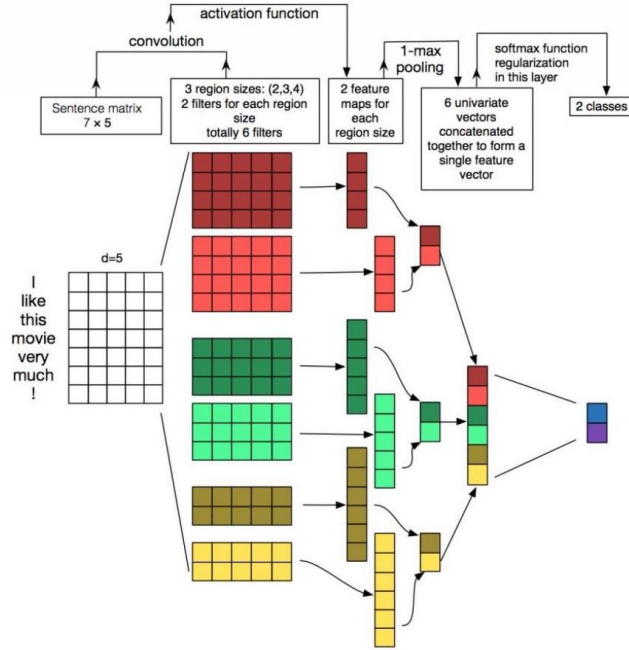 activation function
convolution
1-max
pooling
softmax function
regularization
in this layer
Sentence matrix
7 × 5
3 region sizes: (2,3,4)
2 filters for each region
size
totally 6 filters
2 feature
maps for
each
region size
6 univariate
vectors
concatenated
together to form a
single feature
vector
2 classes
d=5
I
like
this
movie
very
much
!